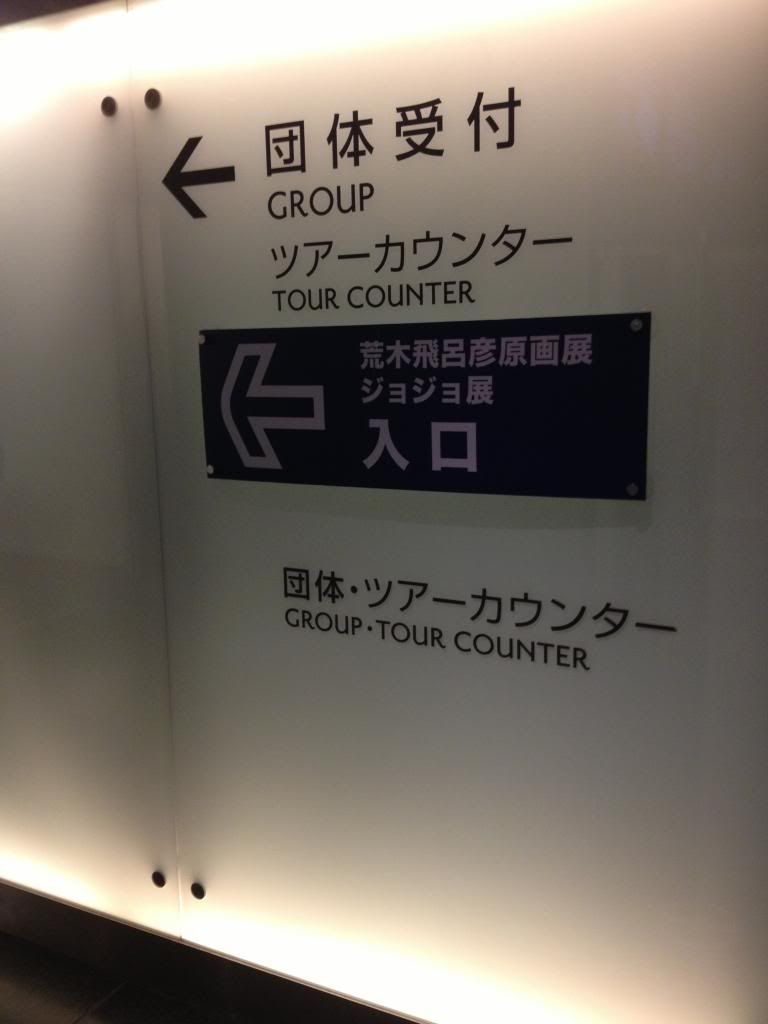 団体受付
GROUP
ツアーカウンター
TOUR COUNTER
荒木飛呂彦原画展
ジョジョ展
入口
団体・ツアーカウンター
GROUP・TOUR COUNTER